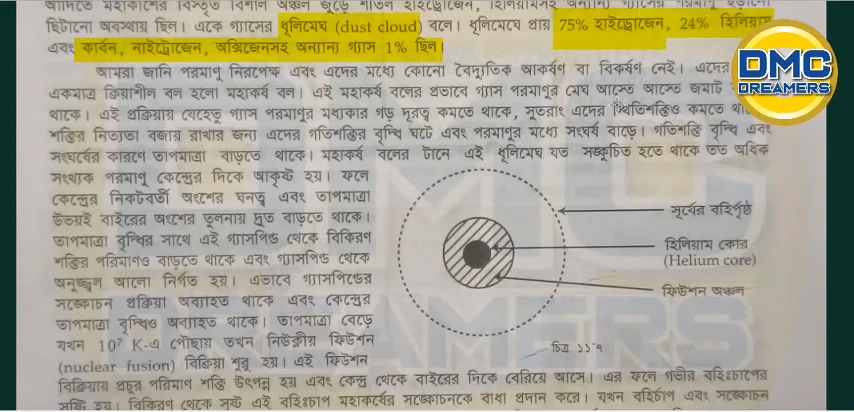 আদিতে মহাকাশের বিস্তৃত বিশাল অঞ্চল জুড়ে শীতল হাইড্রোজেন, হিলিয়ামসহ অন্যান্য গ্যাসের পরমাণু
ছিটানো অবস্থায় ছিল। একে গ্যাসের ধূলিমেঘ (dust cloud) বলে। ধূলিমেঘে প্রায় 75% হাইড্রোজেন, 24% হিলিয়াম
এবং কার্বন, নাইট্রোজেন, অক্সিজেনসহ অন্যান্য গ্যাস 1% ছিল।
DMC
DREAMERS
আমরা জানি পরমাণু নিরপেক্ষ এবং এদের মধ্যে কোনো বৈদ্যুতিক আকর্ষণ বা বিকর্ষণ নেই। এদের
একমাত্র ক্রিয়াশীল বল হলো মহাকর্ষ বল। এই মহাকর্ষ বলের প্রভাবে গ্যাস পরমাণুর মেঘ আস্তে আস্তে জমাট
থাকে। এই প্রক্রিয়ায় যেহেতু গ্যাস পরমাণুর মধ্যকার গড় দূরত্ব কমতে থাকে, সুতরাং এদের স্থিতিশক্তিও কমতে
শক্তির নিত্যতা বজায় রাখার জন্য এদের গতিশক্তির বৃদ্ধি ঘটে এবং পরমাণুর মধ্যে সংঘর্ষ বাড়ে। গতিশক্তি বৃদ্ধি এবং
সংঘর্ষের কারণে তাপমাত্রা বাড়তে থাকে। মহাকর্ষ বলের টানে এই ধূলিমেঘ যত সঙ্কুচিত হতে থাকে তত অধিক
সংখ্যক পরমাণু কেন্দ্রের দিকে আকৃষ্ট হয়। ফলে
কেন্দ্রের নিকটবর্তী অংশের ঘনত্ব এবং তাপমাত্রা
উভয়ই বাইরের অংশের তুলনায় দ্রুত বাড়তে থাকে।
তাপমাত্রা বৃদ্ধির সাথে এই গ্যাসপিন্ড থেকে বিকিরণ
শক্তির পরিমাণও বাড়তে থাকে এবং গ্যাসপিন্ড থেকে
অনুজ্জ্বল আলো নির্গত হয়। এভাবে গ্যাসপিন্ডের
সঙ্কোচন প্রক্রিয়া অব্যাহত থাকে এবং কেন্দ্রের
তাপমাত্রা বৃদ্ধিও অব্যাহত থাকে। তাপমাত্রা বেড়ে
যখন 10⁷ K-এ পৌঁছায় তখন নিউক্লীয় ফিউশন
(nuclear fusion) বিক্রিয়া শুরু হয়। এই ফিউশন
সূর্যের বহির্পৃষ্ঠ
হিলিয়াম কোর
(Helium core)
ফিউশন অঞ্চল
চিত্র ১১'৭
বিক্রিয়ায় প্রচুর পরিমাণ শক্তি উৎপন্ন হয় এবং কেন্দ্র থেকে বাইরের দিকে বেরিয়ে আসে। এর ফলে গভীর বহিঃচাপের
সৃষ্টি হয়। বিকিরণ থেকে সৃষ্ট এই বহিঃচাপ মহাকর্ষের সঙ্কোচনকে বাধা প্রদান করে। যখন বহির্চাপ এবং সঙ্কোচন
DMC
DREAMERS